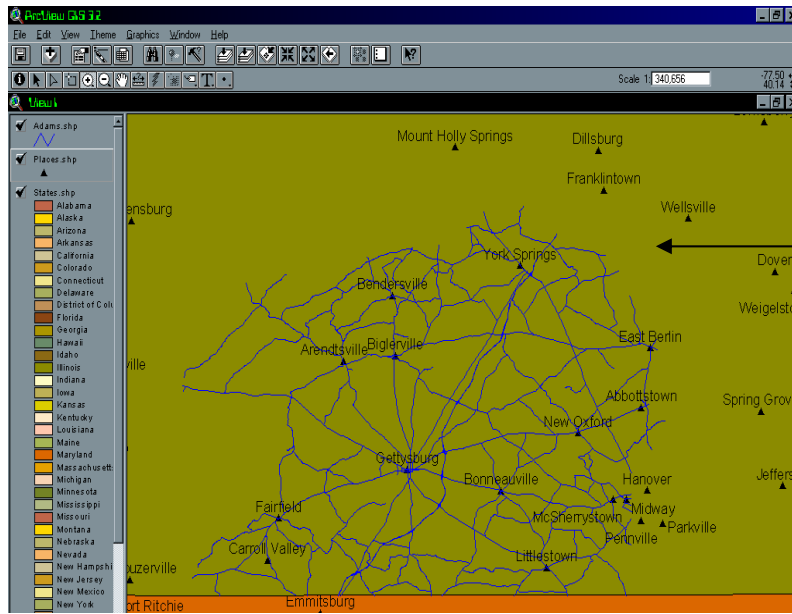 ArcView GIS 3.2
File Edit View Theme Graphics Window Help
Scale 1: 340,656
-77.50
40.14
View1
Adams.shp
Places.shp
States.shp
Alabama
Alaska
Arizona
Arkansas
California
Colorado
Connecticut
Delaware
District of Colu
Florida
Georgia
Hawaii
Idaho
Illinois
Indiana
Iowa
Kansas
Kentucky
Louisiana
Maine
Maryland
Massachusett
Michigan
Minnesota
Mississippi
Missouri
Montana
Nebraska
Nevada
New Hampshi
New Jersey
New Mexico
New York
Mount Holly Springs
Dillsburg
Franklintown
Wellsville
ensburg
York Springs
Dover
Bendersville
Weigelsto
East Berlin
Arendtsville
Biglerville
ville
Abbottstown
Spring Grov
New Oxford
Gettysburg
Bonneauville
Hanover
Jeffers
Fairfield
McSherrystown
Midway
Parkville
Pennville
Carroll Valley
Littlestown
ouzerville
Emmitsburg
ort Ritchie